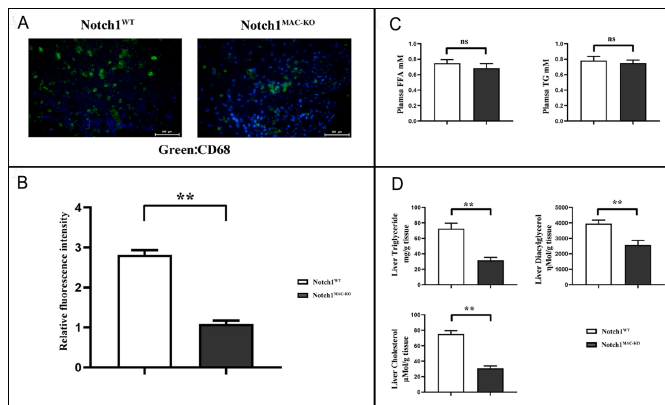 A
Notch1WT
Notch1MAC-KO
Green:CD68
B
Relative fluorescence intensity
4
3
2
1
0
**
Notch1WT
Notch1MAC-KO
C
Plamsa FFA mM
1.0
0.8
0.6
0.4
0.2
0.0
ns
Plasma TG mM
1.0
0.8
0.6
0.4
0.2
0.0
ns
D
Liver Triglyceride
mg/g tissue
100
80
60
40
20
0
**
Liver Diacylglycerol
ηMol/g tissue
5000
4000
3000
2000
1000
0
**
Liver Cholesterol
μMol/g tissue
100
80
60
40
20
0
**
Notch1WT
Notch1MAC-KO